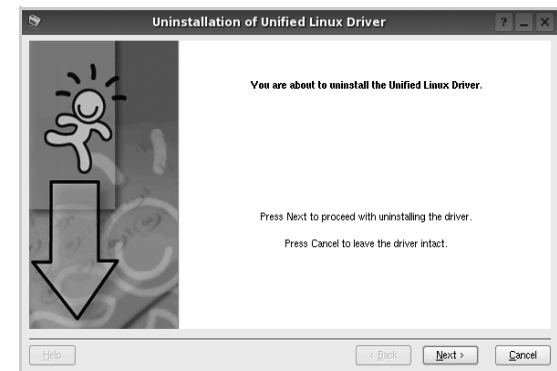 Uninstallation of Unified Linux Driver
You are about to uninstall the Unified Linux Driver.
Press Next to proceed with uninstalling the driver.
Press Cancel to leave the driver intact.
Help
< Back
Next >
Cancel